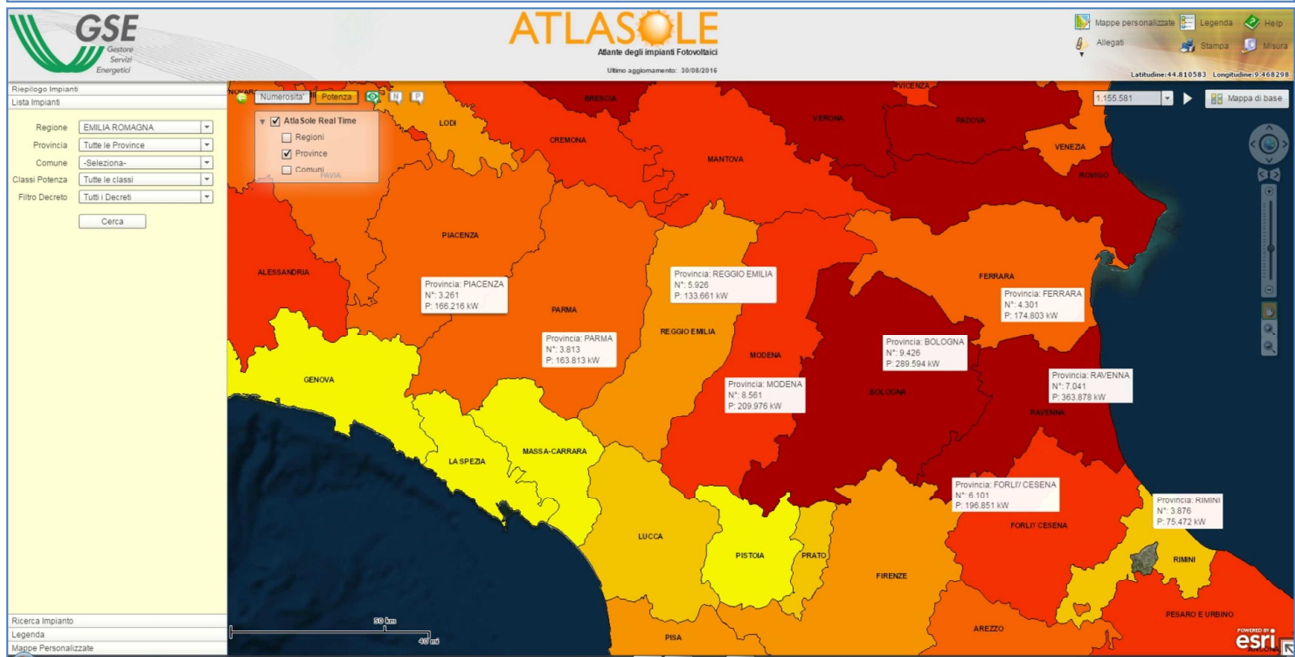 GSE
Gestore
Servizi
Energetici
ATLASOLE
Atlante degli impianti Fotovoltaici
Ultimo aggiornamento: 30/08/2016
Mappe personalizzate
Legenda
Help
Allegati
Stampa
Misura
Latitudine:44.810583 Longitudine:9.468298
Riepilogo Impianti
Lista Impianti
Regione EMILIA ROMAGNA
Provincia Tutte le Province
Comune -Seleziona-
Classi Potenza Tutte le classi
Filtro Decreto Tutti i Decreti
Cerca
Ricerca Impianto
Legenda
Mappe Personalizzate
Numerosita'
Potenza
N
P
AtlaSole Real Time
Regioni
Province
Comuni
1.155.581
Mappa di base
NOVARA
LODI
BRESCIA
VICENZA
VERONA
PADOVA
CREMONA
MANTOVA
VENEZIA
ROVIGO
PAVIA
PIACENZA
ALESSANDRIA
Provincia: PIACENZA
N°: 3.261
P: 166.216 kW
PARMA
Provincia: PARMA
N°: 3.813
P: 163.813 kW
Provincia: REGGIO EMILIA
N°: 5.926
P: 133.661 kW
REGGIO EMILIA
MODENA
Provincia: MODENA
N°: 8.561
P: 209.976 kW
FERRARA
Provincia: FERRARA
N°: 4.301
P: 174.803 kW
Provincia: BOLOGNA
N°: 9.426
P: 289.594 kW
BOLOGNA
Provincia: RAVENNA
N°: 7.041
P: 363.878 kW
RAVENNA
GENOVA
LA SPEZIA
MASSA-CARRARA
Provincia: FORLI'/ CESENA
N°: 6.101
P: 196.851 kW
FORLI'/ CESENA
Provincia: RIMINI
N°: 3.876
P: 75.472 kW
RIMINI
LUCCA
PISTOIA
PRATO
FIRENZE
PESARO E URBINO
AREZZO
PISA
50 km
40 mi
POWERED BY
esri